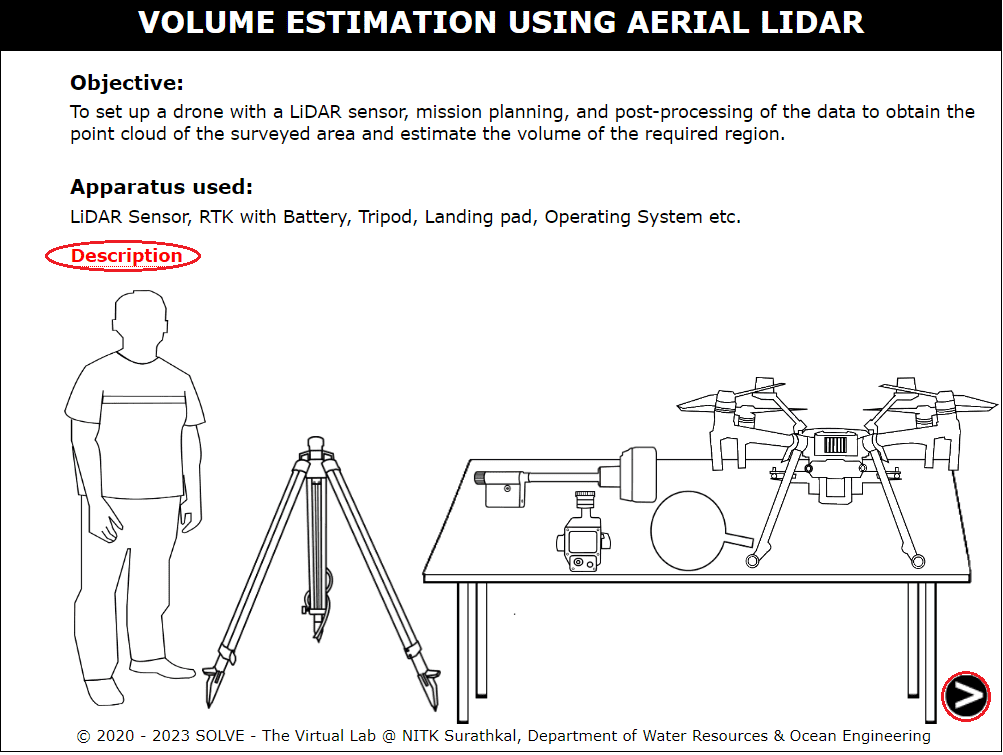 VOLUME ESTIMATION USING AERIAL LIDAR
Objective:
To set up a drone with a LiDAR sensor, mission planning, and post-processing of the data to obtain the
point cloud of the surveyed area and estimate the volume of the required region.
Apparatus used:
LiDAR Sensor, RTK with Battery, Tripod, Landing pad, Operating System etc.
Description
© 2020 - 2023 SOLVE - The Virtual Lab @ NITK Surathkal, Department of Water Resources & Ocean Engineering